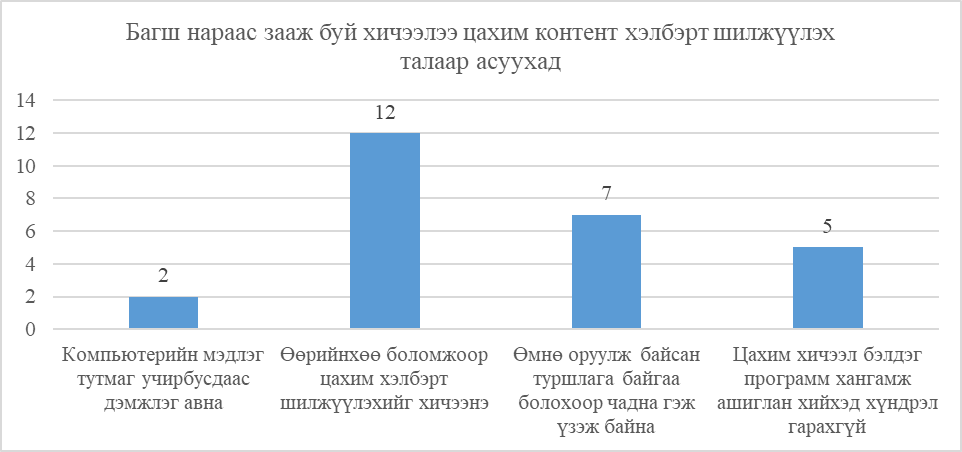 Багш нараас зааж буй хичээлээ цахим контент хэлбэрт шилжүүлэх
талаар асуухад
14
12
10
8
6
4
2
0
2
12
7
5
Компьютерийн мэдлэг
тутмаг учирбусдаас
дэмжлэг авна
Өөрийнхөө боломжоор
цахим хэлбэрт
шилжүүлэхийг хичээнэ
Өмнө оруулж байсан
туршлага байгаа
болохоор чадна гэж
үзэж байна
Цахим хичээл бэлдэг
программ хангамж
ашиглан хийхэд хүндрэл
гарахгүй